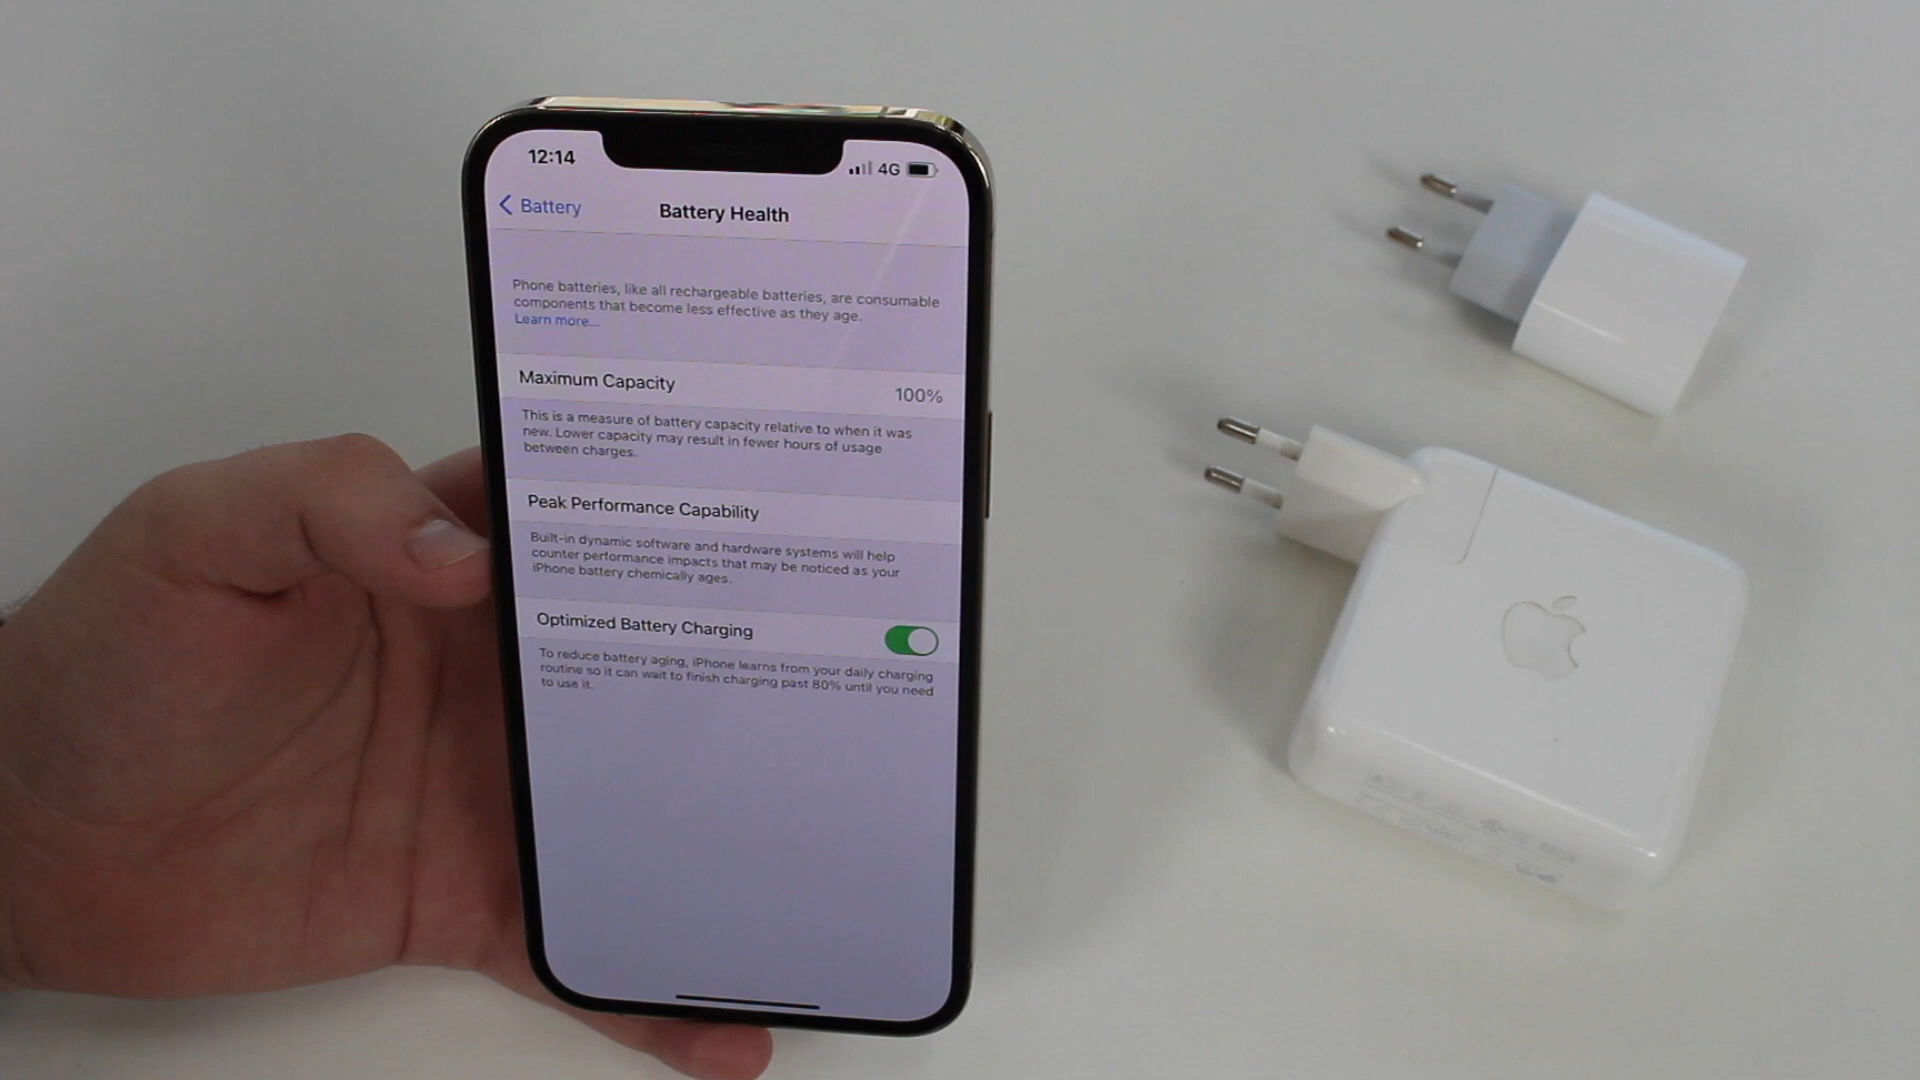 12:14
4G
Battery
Battery Health
Phone batteries, like all rechargeable batteries, are consumable
components that become less effective as they age.
Learn more...
Maximum Capacity
100%
This is a measure of battery capacity relative to when it was
new. Lower capacity may result in fewer hours of usage
between charges.
Peak Performance Capability
Built-in dynamic software and hardware systems will help
counter performance impacts that may be noticed as your
iPhone battery chemically ages.
Optimized Battery Charging
To reduce battery aging, iPhone learns from your daily charging
routine so it can wait to finish charging past 80% until you need
to use it.